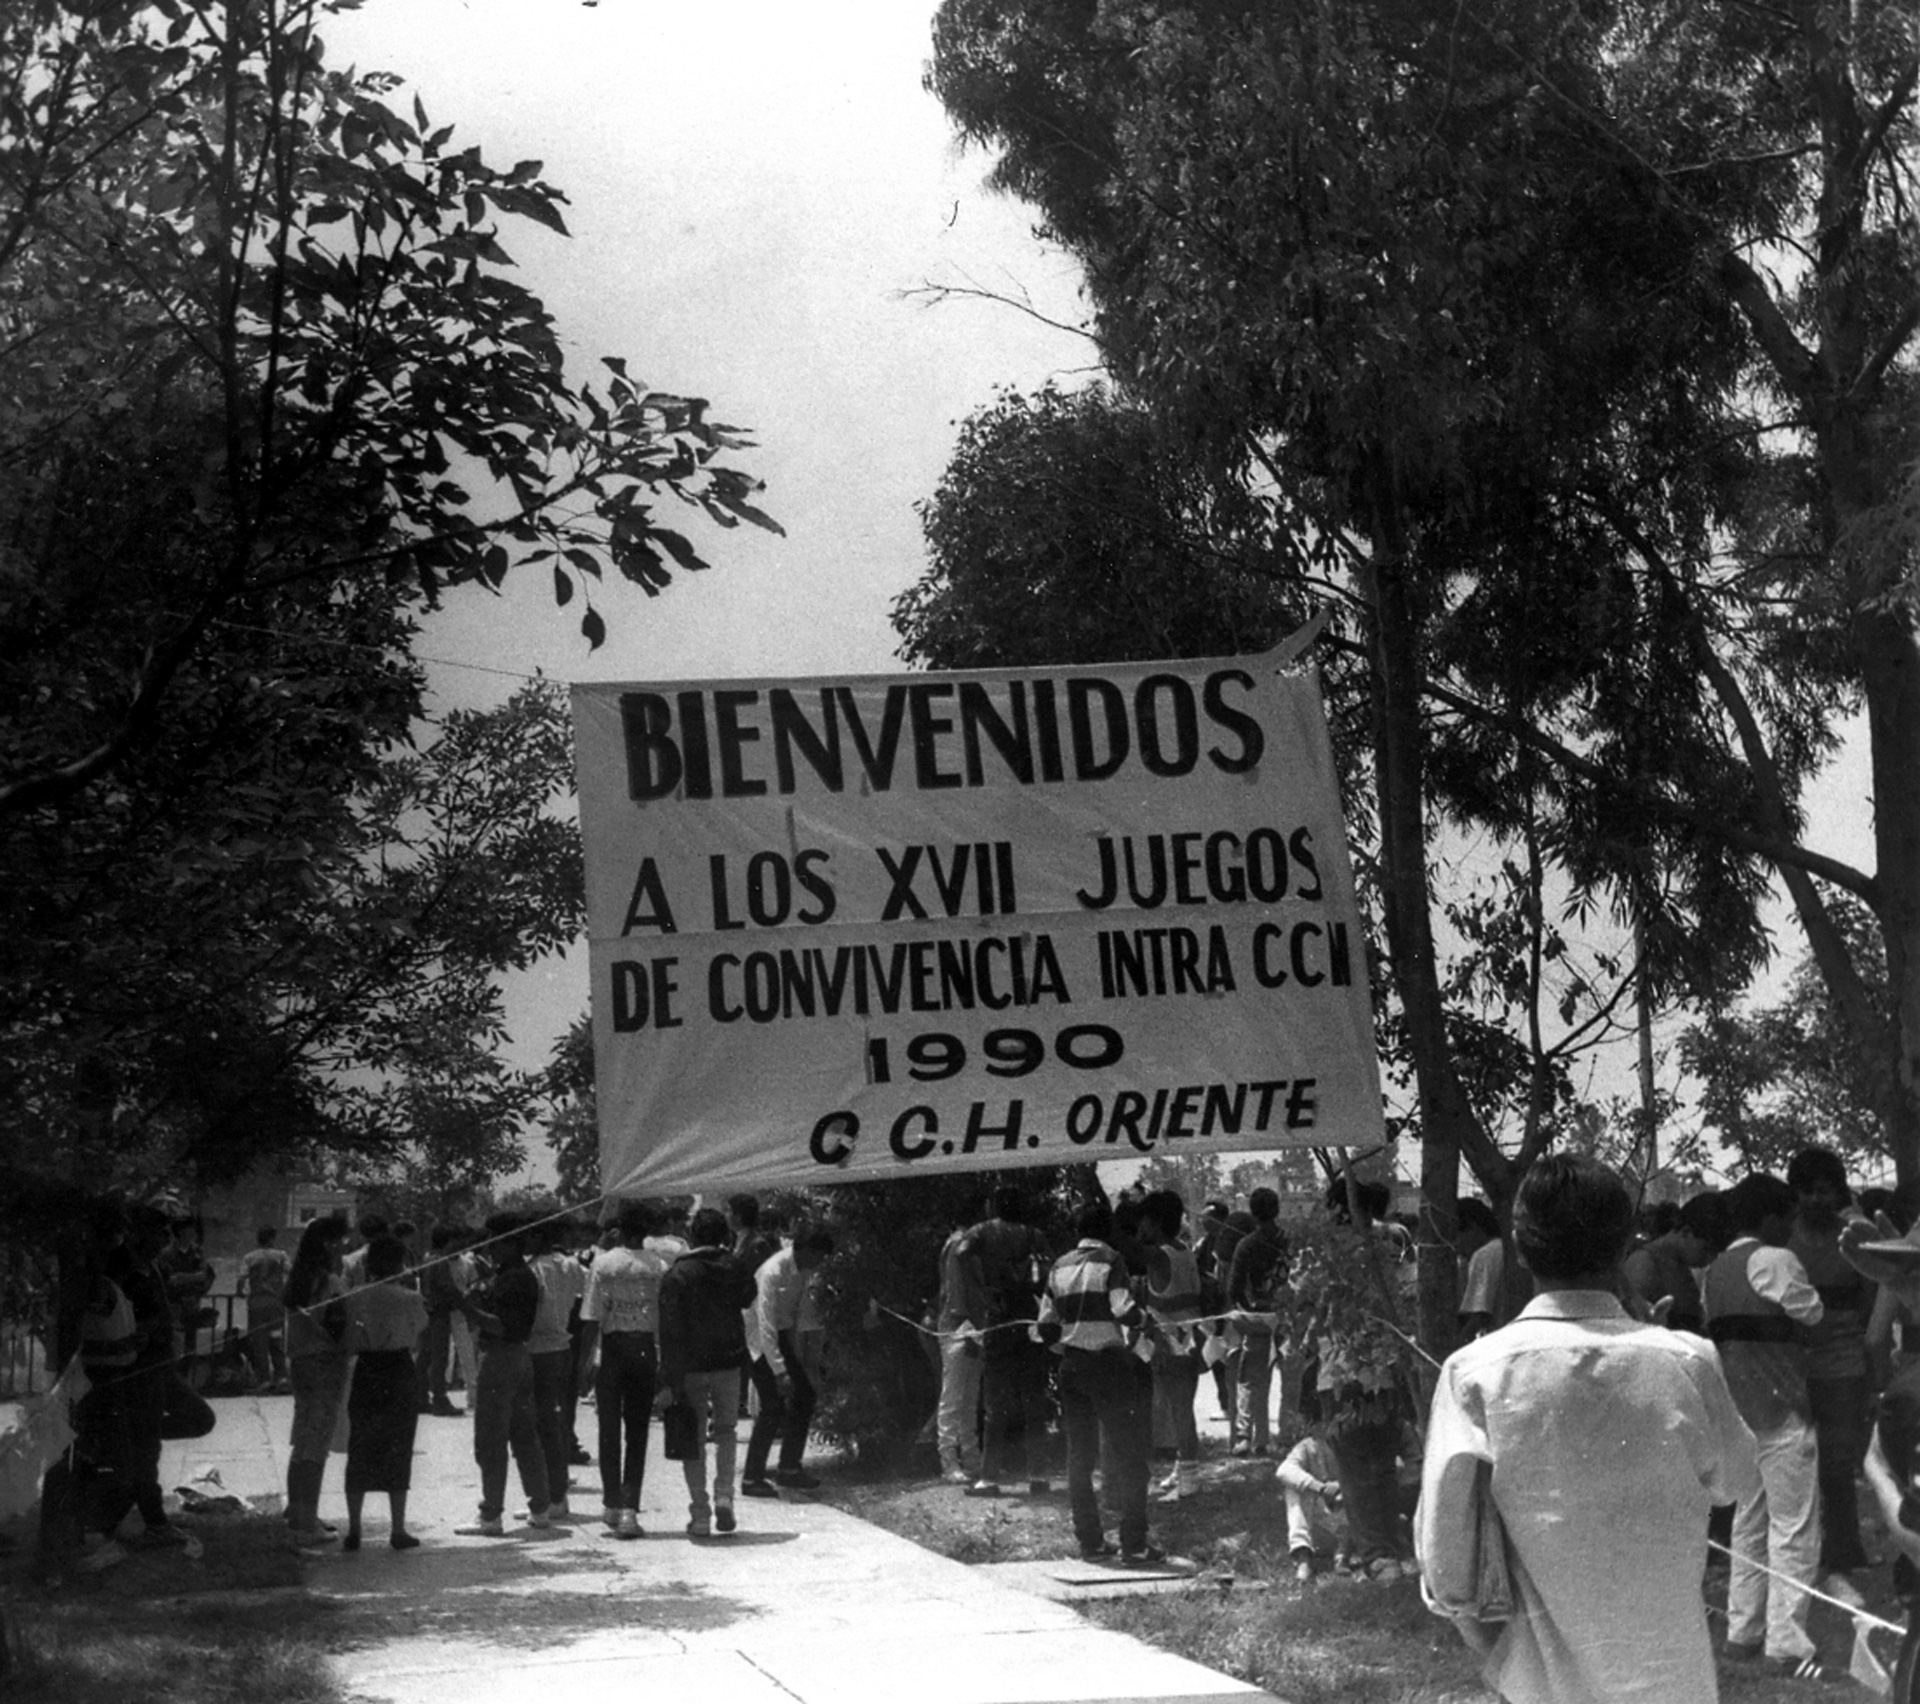 BIENVENIDOS
A LOS XVII JUEGOS
DE CONVIVENCIA INTRA CCH
1990
C C.H. ORIENTE